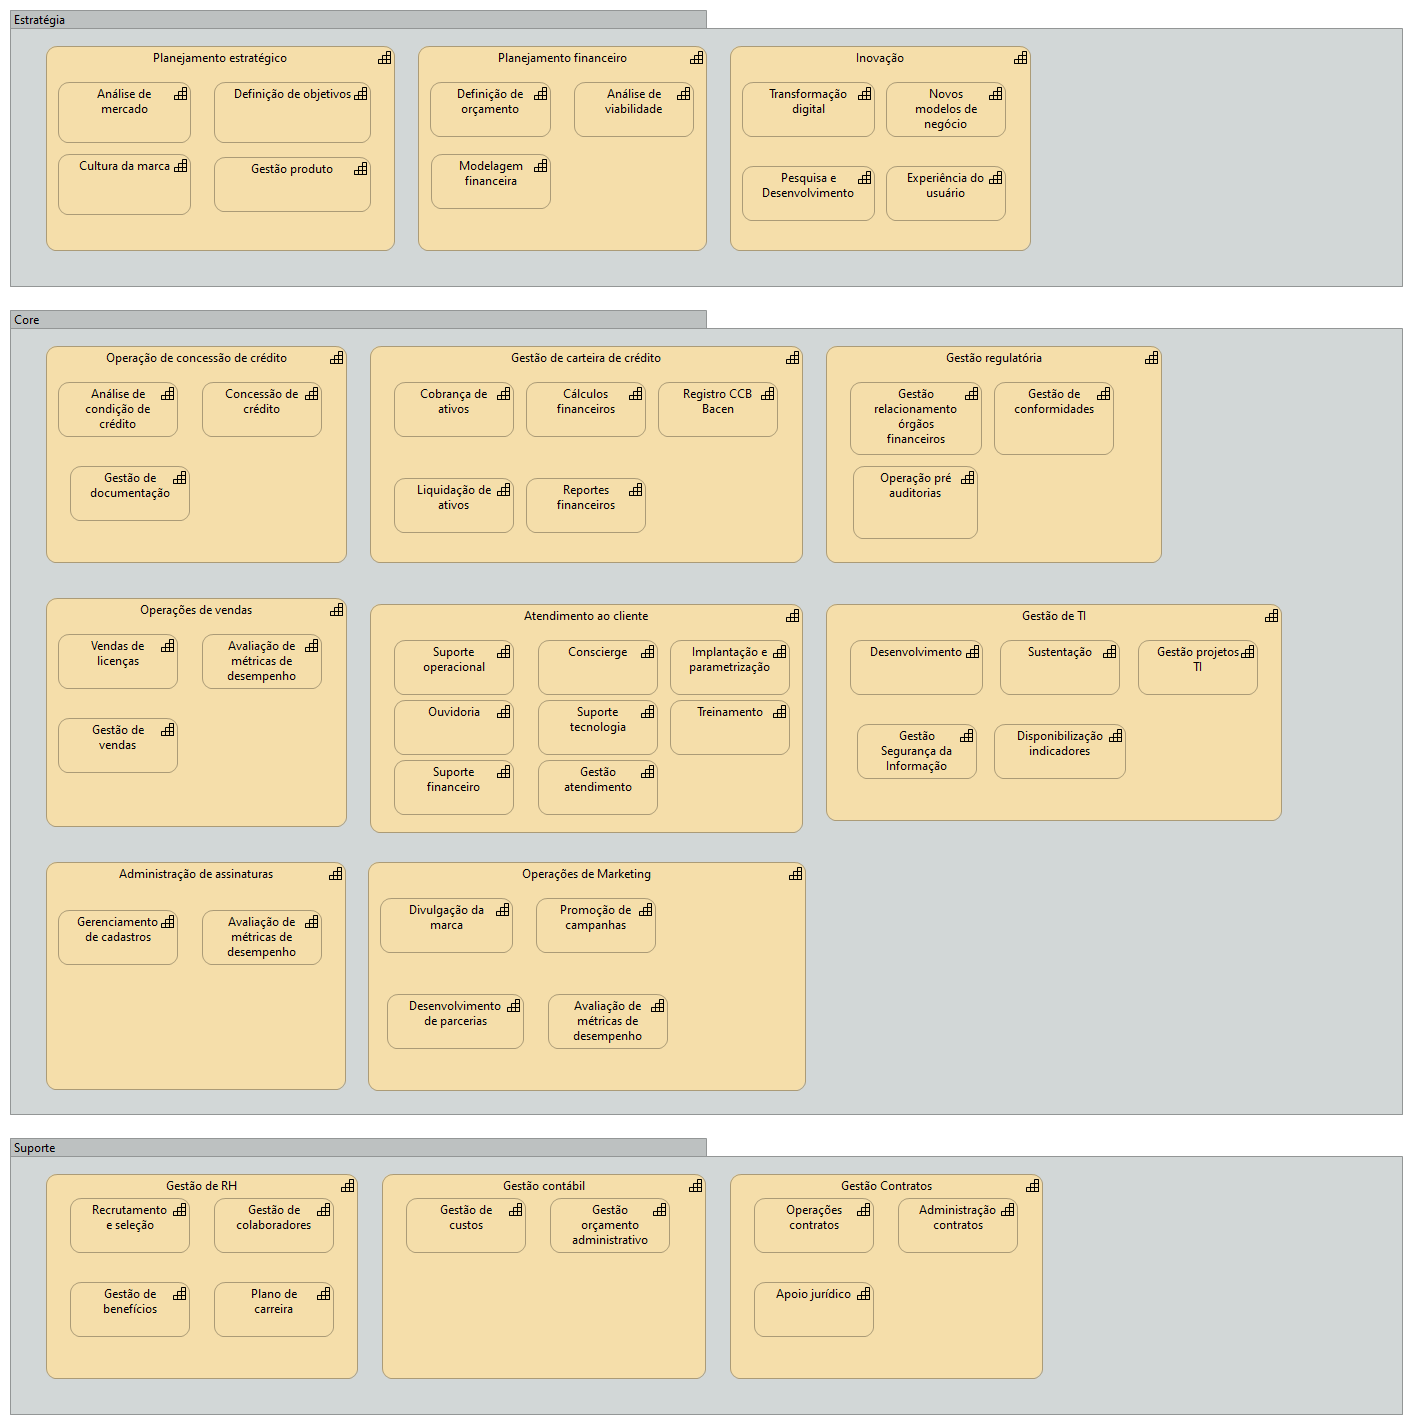 Estratégia
Planejamento estratégico
Análise de
mercado
Definição de objetivos
Cultura da marca
Gestão produto
Planejamento financeiro
Definição de
orçamento
Análise de
viabilidade
Modelagem
financeira
Inovação
Transformação
digital
Novos
modelos de
negócio
Pesquisa e
Desenvolvimento
Experiência do
usuário
Core
Operação de concessão de crédito
Análise de
condição de
crédito
Concessão de
crédito
Gestão de
documentação
Gestão de carteira de crédito
Cobrança de
ativos
Cálculos
financeiros
Registro CCB
Bacen
Liquidação de
ativos
Reportes
financeiros
Gestão regulatória
Gestão
relacionamento
órgãos
financeiros
Gestão de
conformidades
Operação pré
auditorias
Operações de vendas
Vendas de
licenças
Avaliação de
métricas de
desempenho
Gestão de
vendas
Atendimento ao cliente
Suporte
operacional
Conscierge
Implantação e
parametrização
Ouvidoria
Suporte
tecnologia
Treinamento
Suporte
financeiro
Gestão
atendimento
Gestão de TI
Desenvolvimento
Sustentação
Gestão projetos
TI
Gestão
Segurança da
Informação
Disponibilização
indicadores
Administração de assinaturas
Gerenciamento
de cadastros
Avaliação de
métricas de
desempenho
Operações de Marketing
Divulgação da
marca
Promoção de
campanhas
Desenvolvimento
de parcerias
Avaliação de
métricas de
desempenho
Suporte
Gestão de RH
Recrutamento
e seleção
Gestão de
colaboradores
Gestão de
benefícios
Plano de
carreira
Gestão contábil
Gestão de
custos
Gestão
orçamento
administrativo
Gestão Contratos
Operações
contratos
Administração
contratos
Apoio jurídico